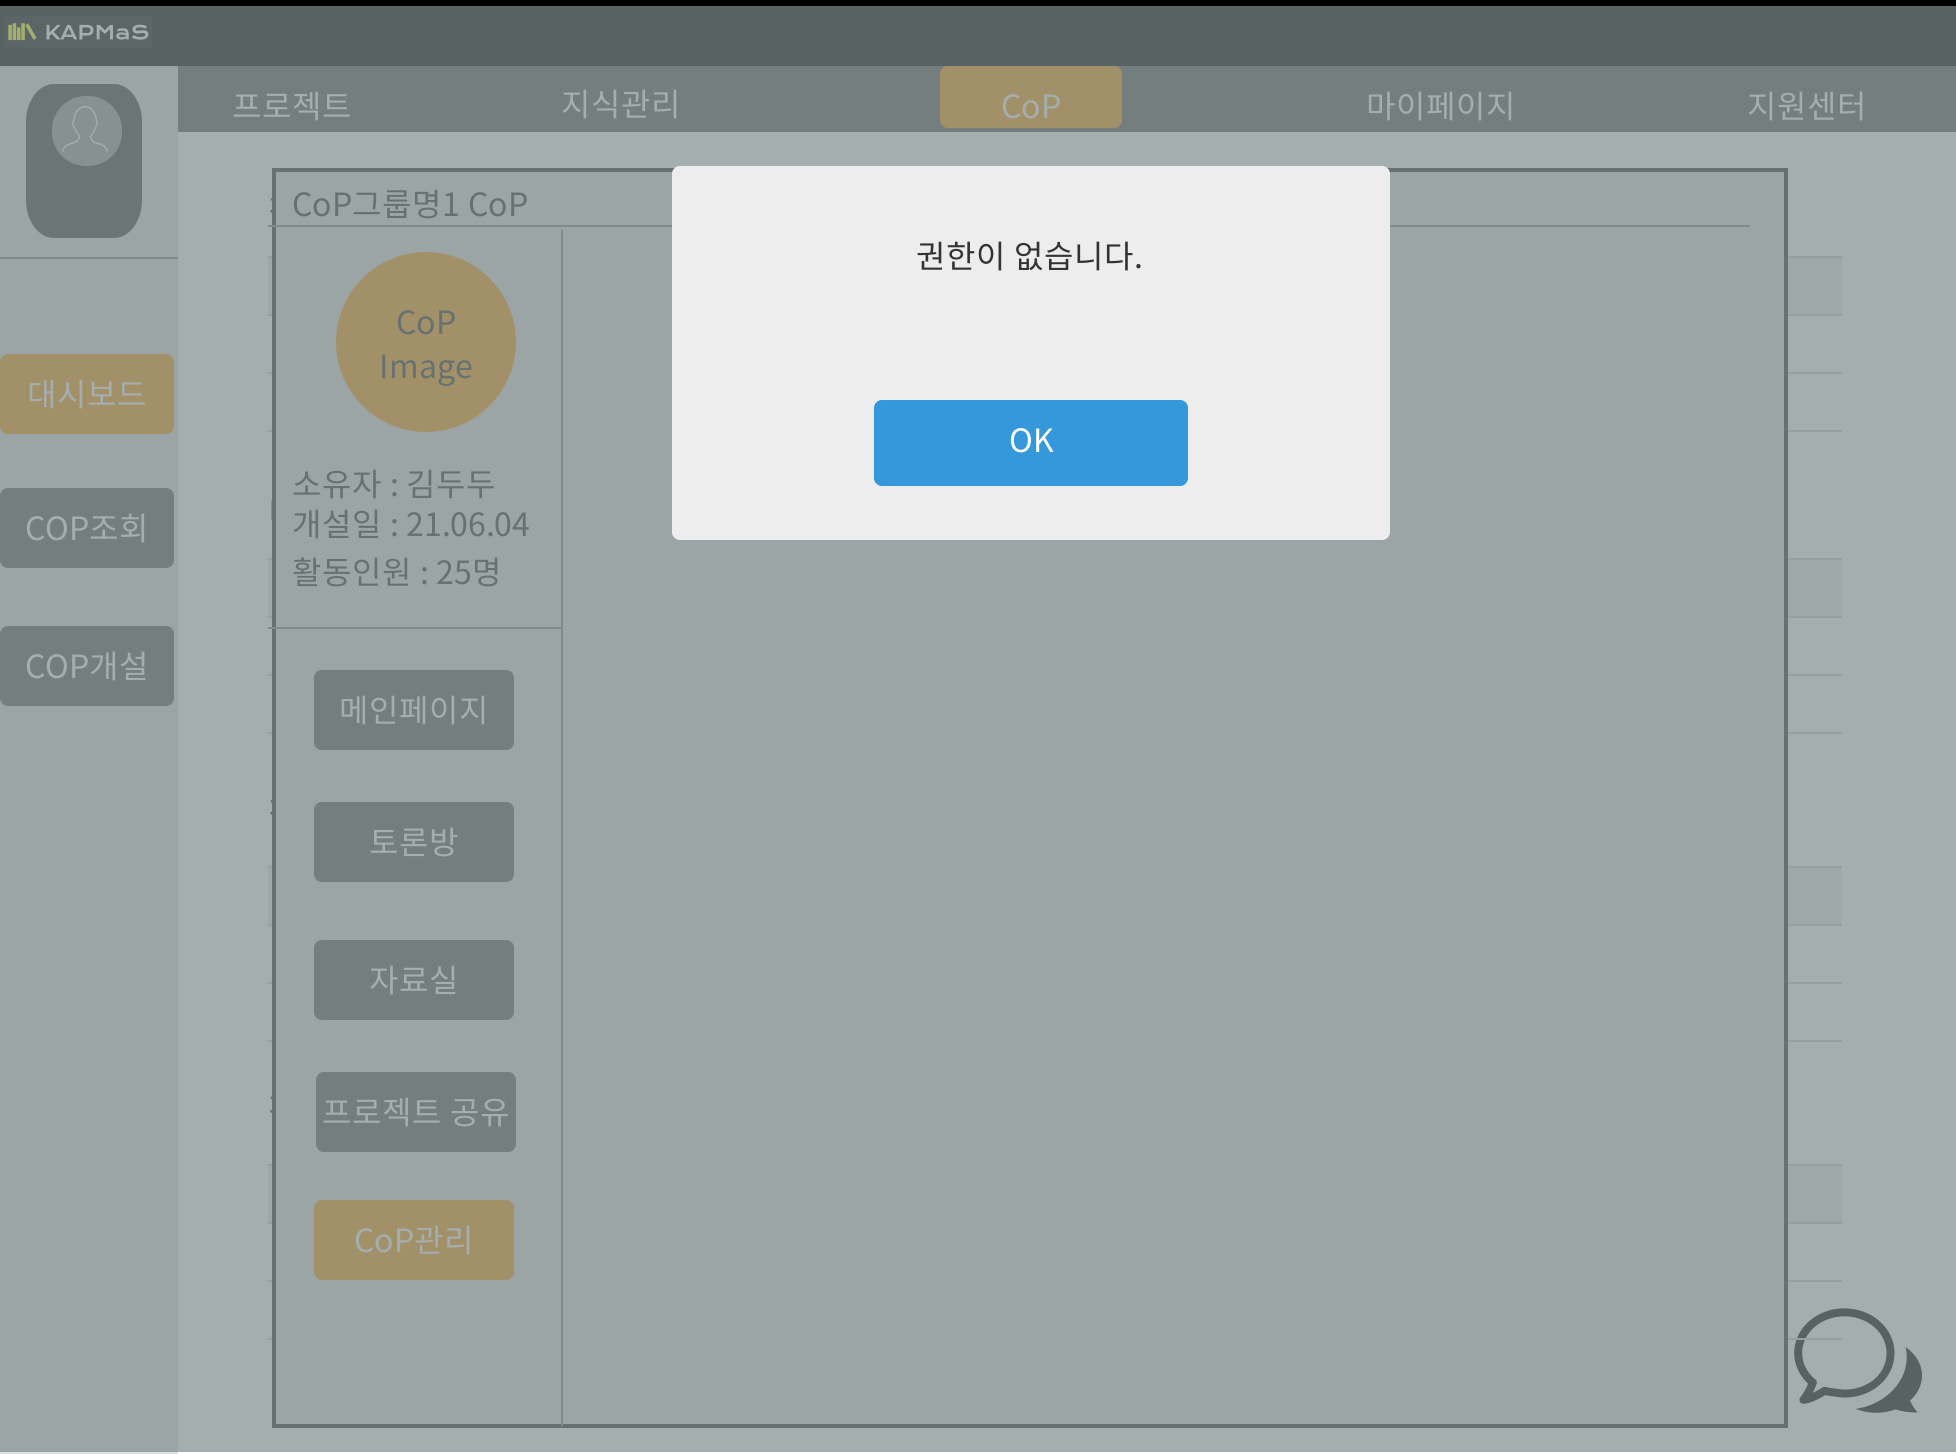 KAPMaS
프로젝트
지식관리
CoP
마이페이지
지원센터
대시보드
COP조회
COP개설
CoP그룹명1 CoP
CoP
Image
소유자 : 김두두
개설일 : 21.06.04
활동인원 : 25명
메인페이지
토론방
자료실
프로젝트 공유
CoP관리
권한이 없습니다.
OK